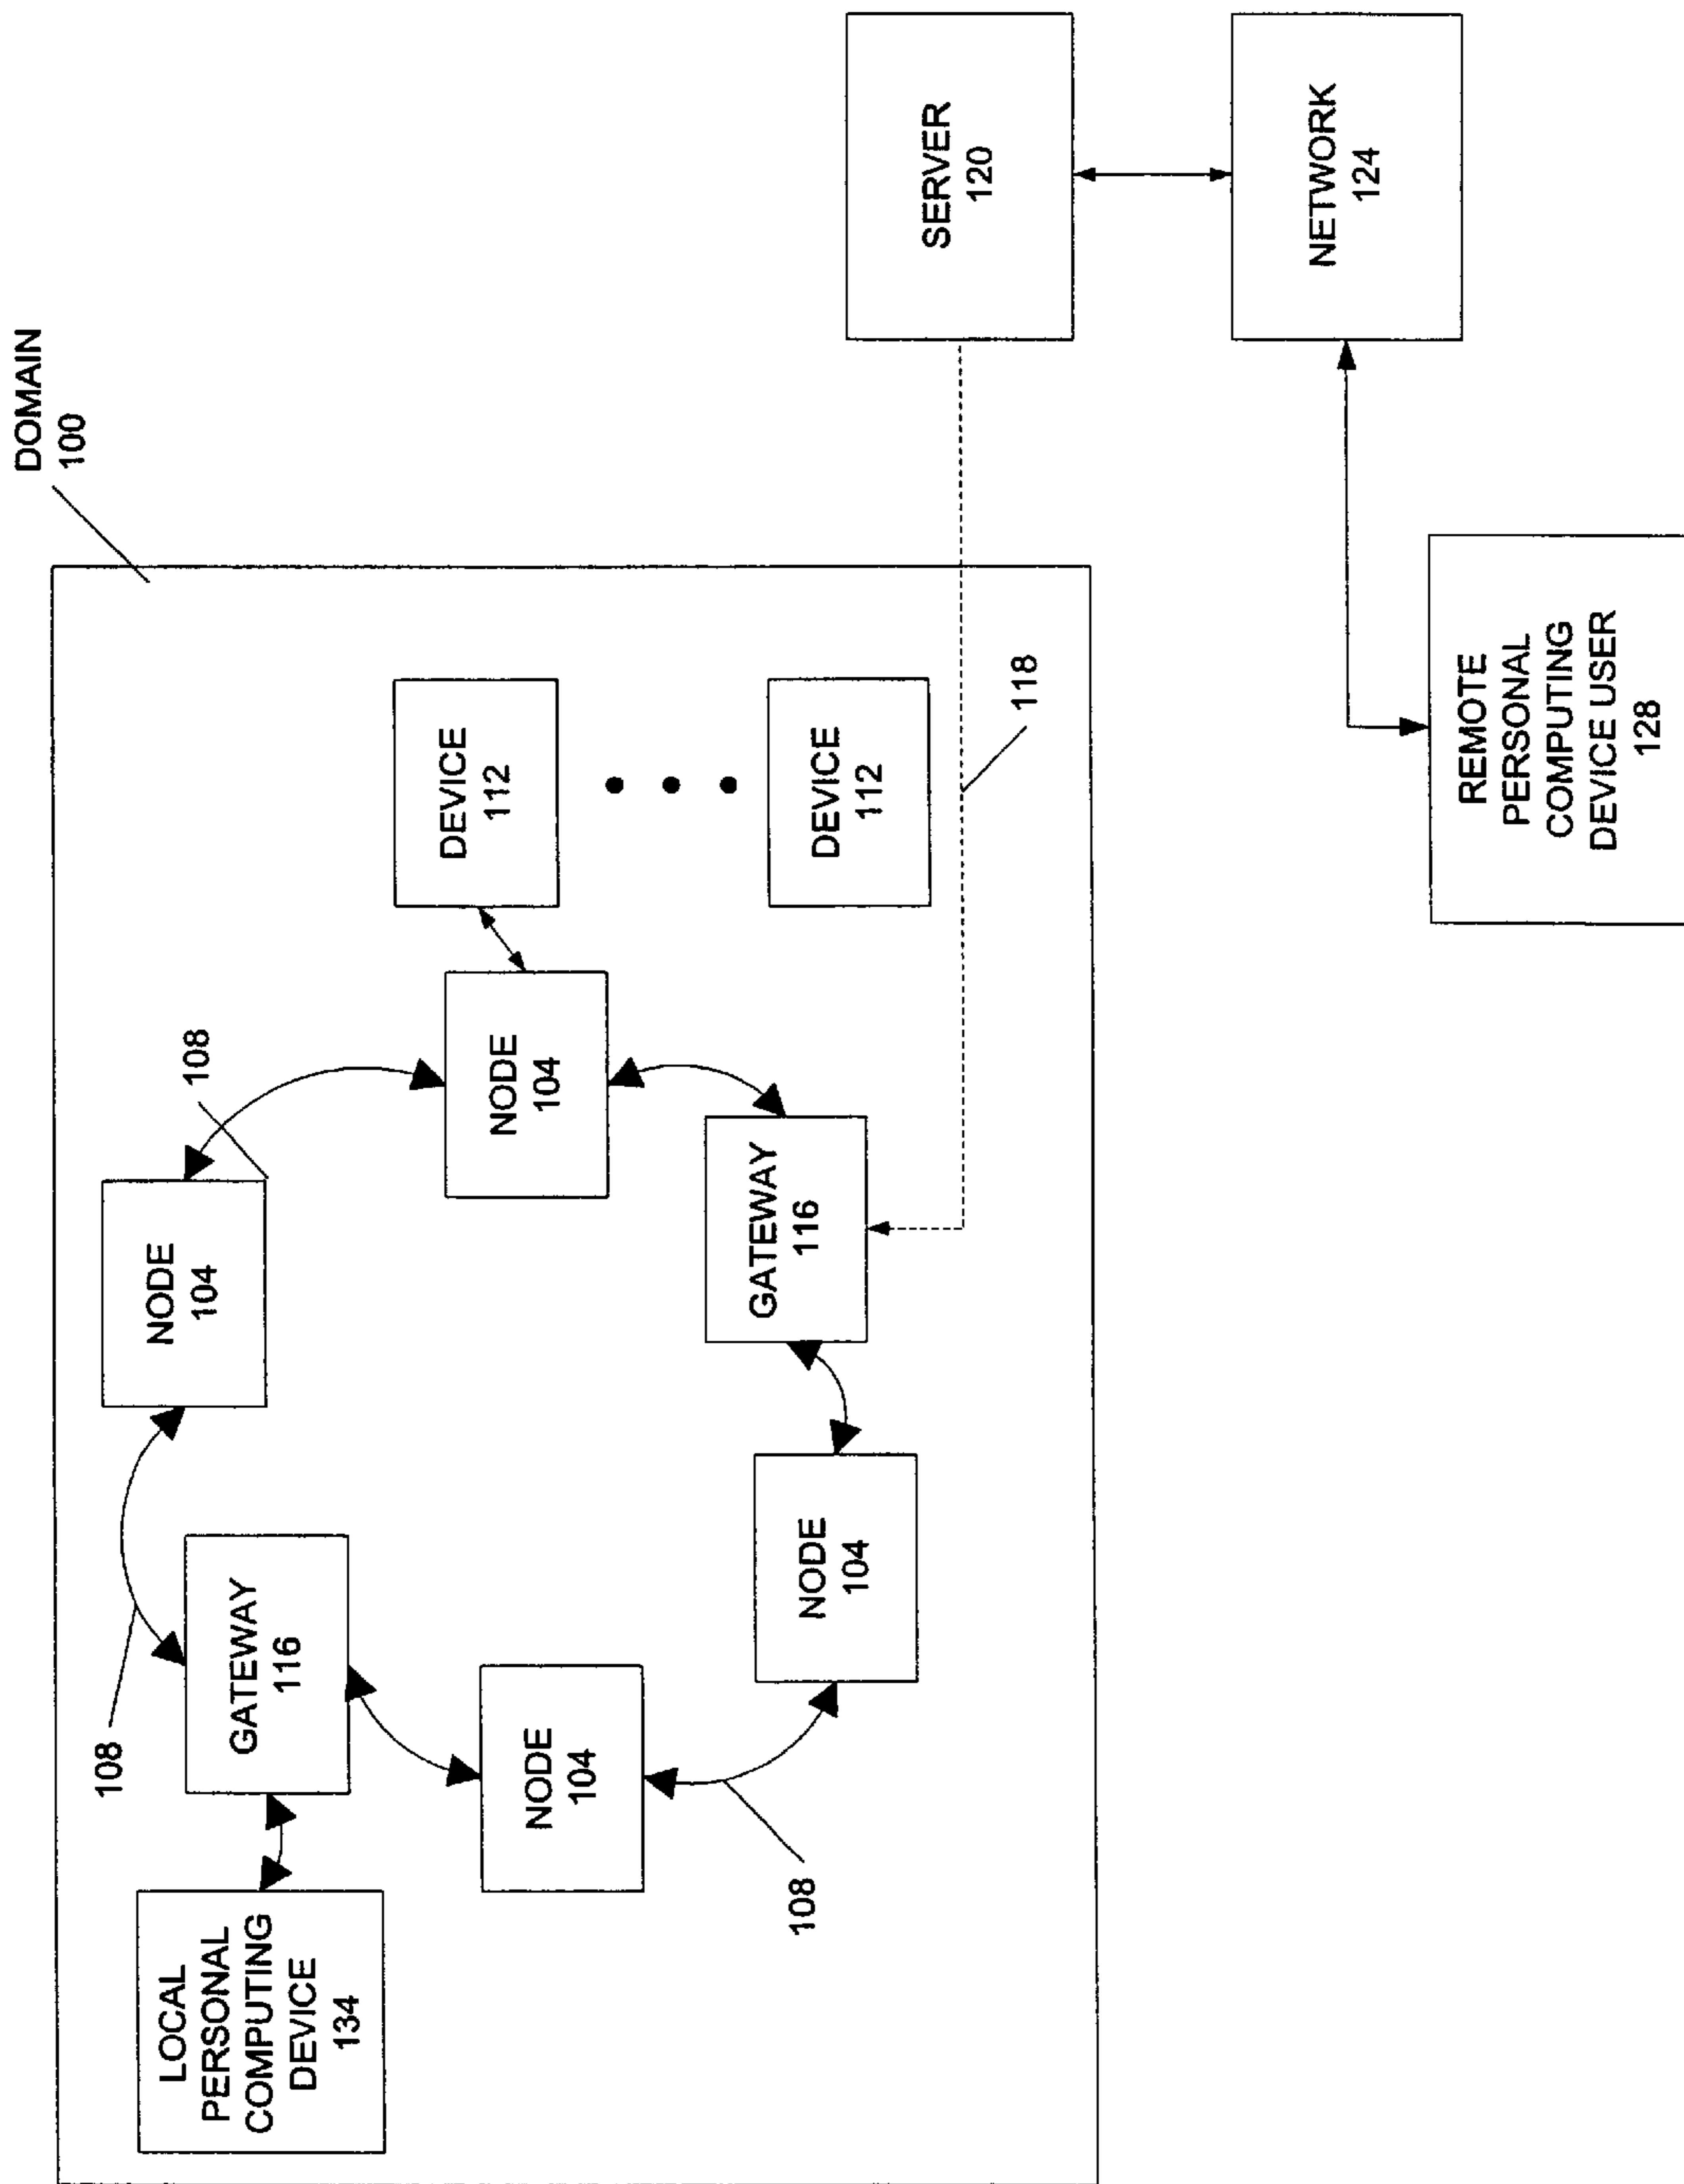 DOMAIN
100
108
NODE
104
108
LOCAL
PERSONAL
COMPUTING
DEVICE
134
GATEWAY
116
NODE
104
DEVICE
112
NODE
104
GATEWAY
116
108
NODE
104
DEVICE
112
SERVER
120
118
NETWORK
124
REMOTE
PERSONAL
COMPUTING
DEVICE USER
128